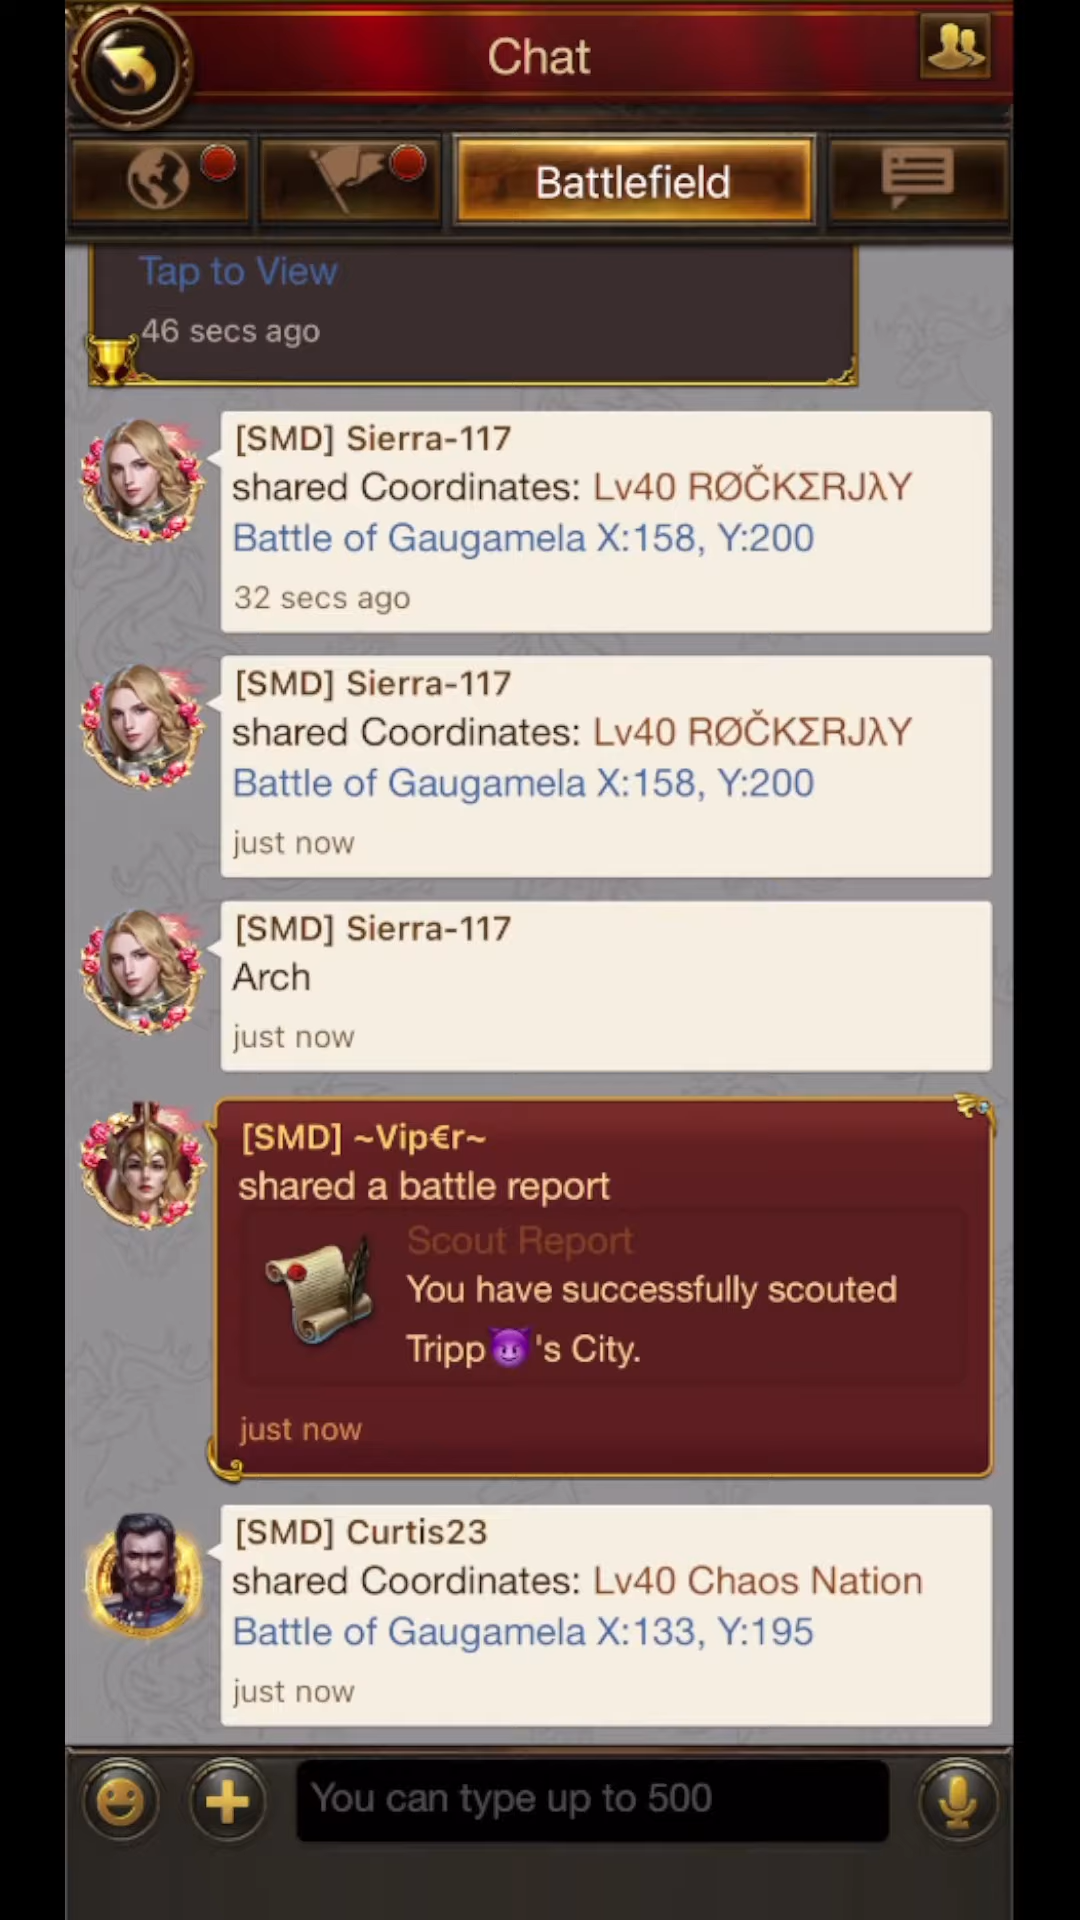 Chat
Battlefield
Tap to View
46 secs ago
[SMD] Sierra-117
shared Coordinates: Lv40 RØČKΣRJλY
Battle of Gaugamela X:158, Y:200
32 secs ago
[SMD] Sierra-117
shared Coordinates: Lv40 RØČKΣRJλY
Battle of Gaugamela X:158, Y:200
just now
[SMD] Sierra-117
Arch
just now
[SMD] ~Vip€r~
shared a battle report
Scout Report
You have successfully scouted
Tripp😈's City.
just now
[SMD] Curtis23
shared Coordinates: Lv40 Chaos Nation
Battle of Gaugamela X:133, Y:195
just now
You can type up to 500